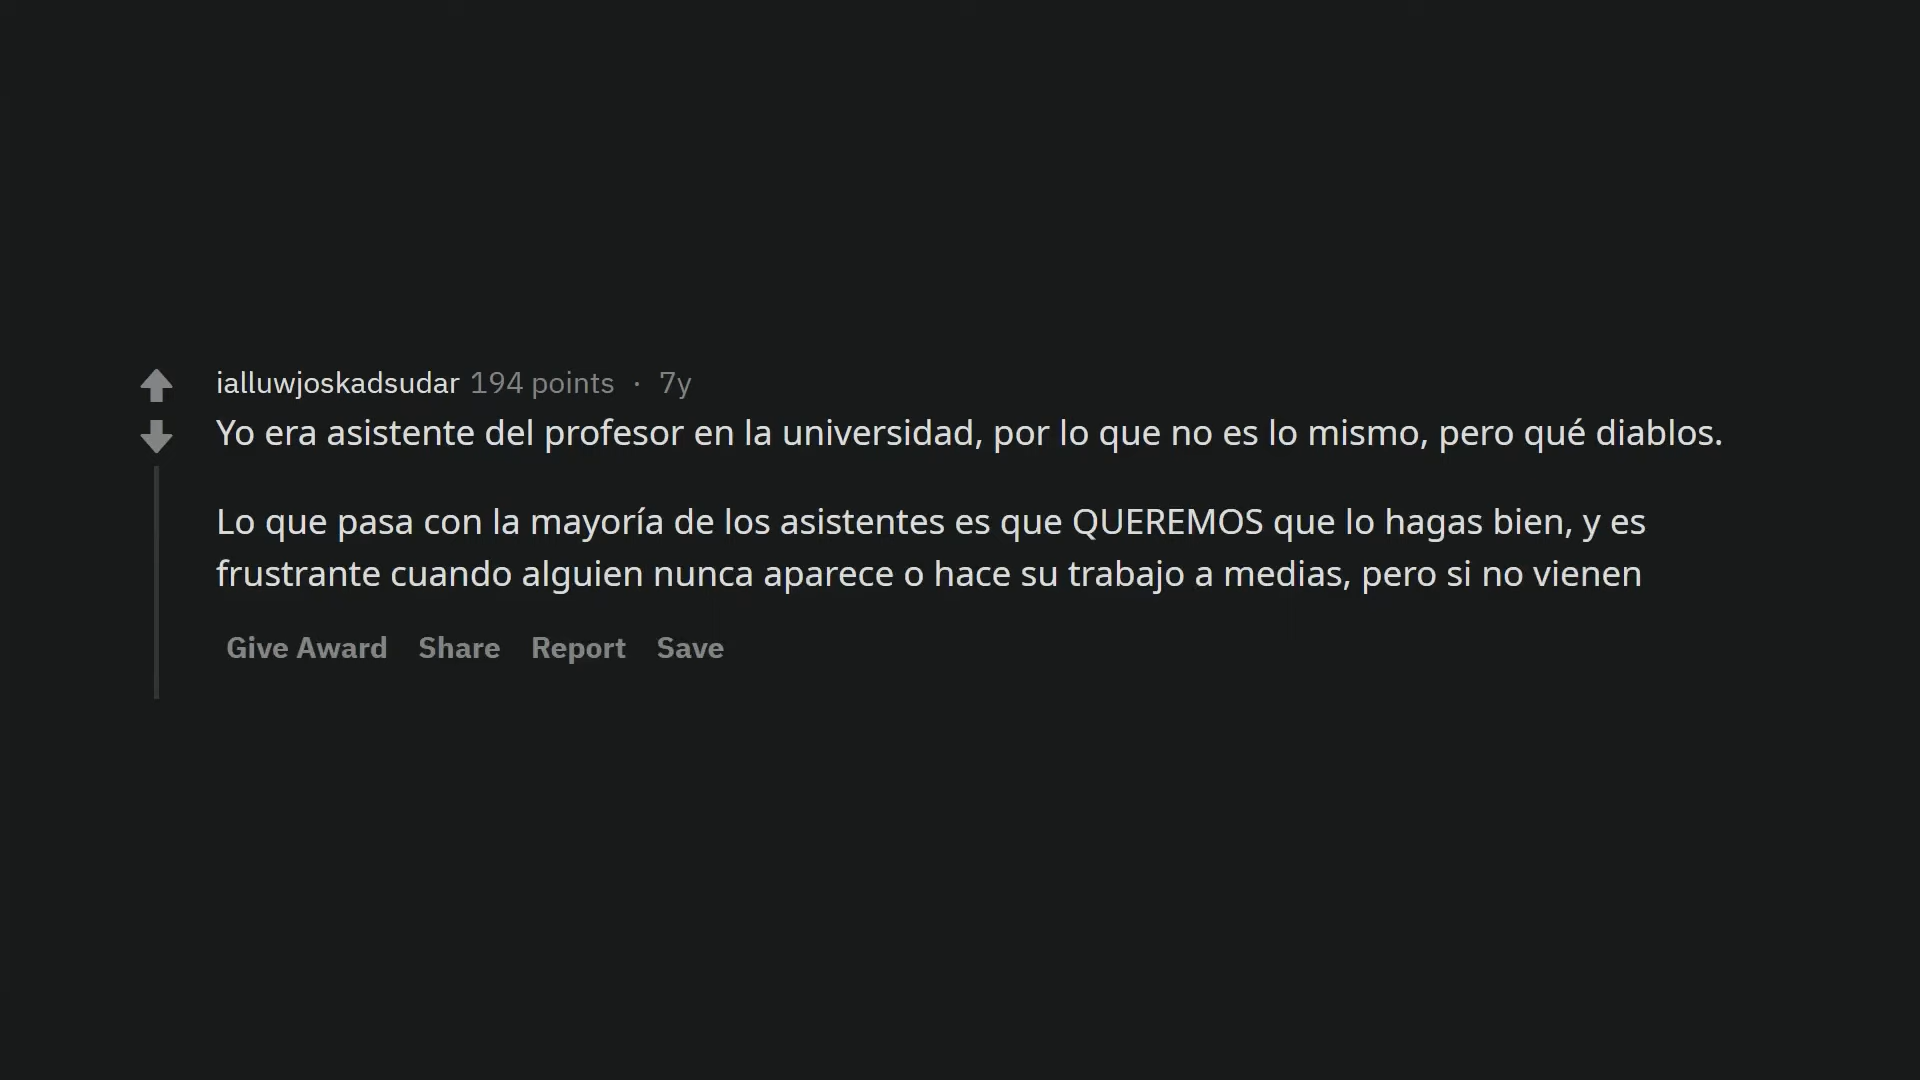 ialluwjoskadsudar 194 points · 7y
Yo era asistente del profesor en la universidad, por lo que no es lo mismo, pero qué diablos.
Lo que pasa con la mayoría de los asistentes es que QUEREMOS que lo hagas bien, y es
frustrante cuando alguien nunca aparece o hace su trabajo a medias, pero si no vienen
Give Award Share Report Save